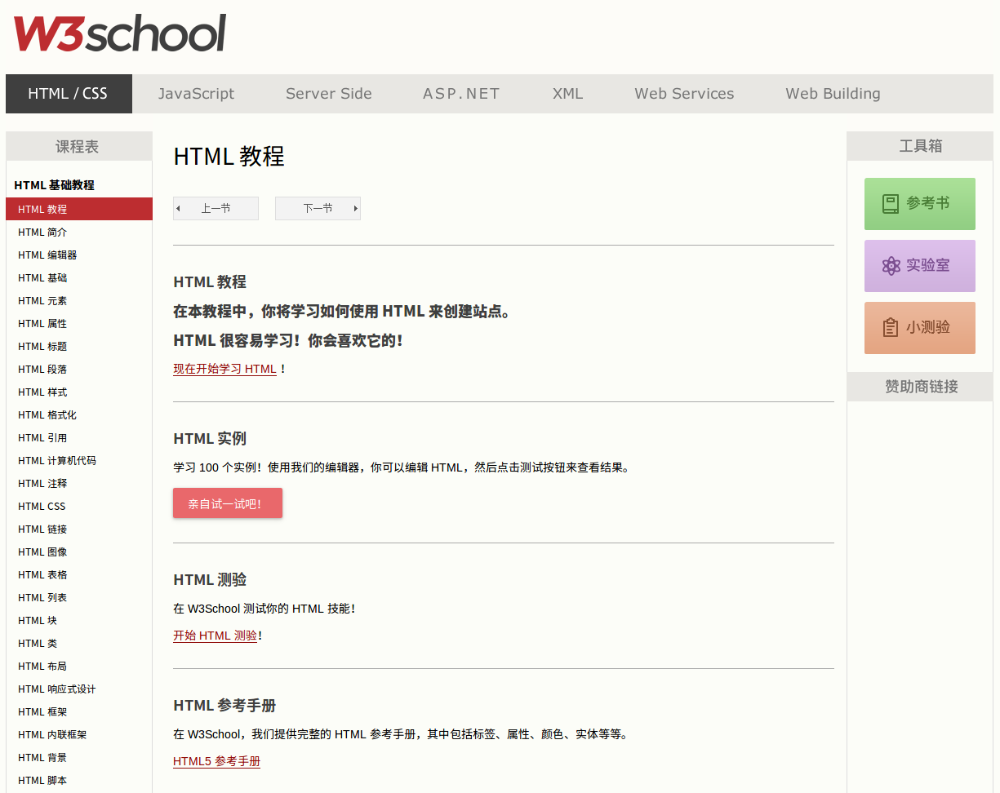 W3school
HTML / CSS
JavaScript
Server Side
ASP.NET
XML
Web Services
Web Building
课程表
HTML 基础教程
HTML 教程
HTML 简介
HTML 编辑器
HTML 基础
HTML 元素
HTML 属性
HTML 标题
HTML 段落
HTML 样式
HTML 格式化
HTML 引用
HTML 计算机代码
HTML 注释
HTML CSS
HTML 链接
HTML 图像
HTML 表格
HTML 列表
HTML 块
HTML 类
HTML 布局
HTML 响应式设计
HTML 框架
HTML 内联框架
HTML 背景
HTML 脚本
HTML 教程
上一节
下一节
HTML 教程
在本教程中，你将学习如何使用 HTML 来创建站点。
HTML 很容易学习！你会喜欢它的！
现在开始学习 HTML ！
HTML 实例
学习 100 个实例！使用我们的编辑器，你可以编辑 HTML，然后点击测试按钮来查看结果。
亲自试一试吧！
HTML 测验
在 W3School 测试你的 HTML 技能！
开始 HTML 测验！
HTML 参考手册
在 W3School，我们提供完整的 HTML 参考手册，其中包括标签、属性、颜色、实体等等。
HTML5 参考手册
工具箱
参考书
实验室
小测验
赞助商链接